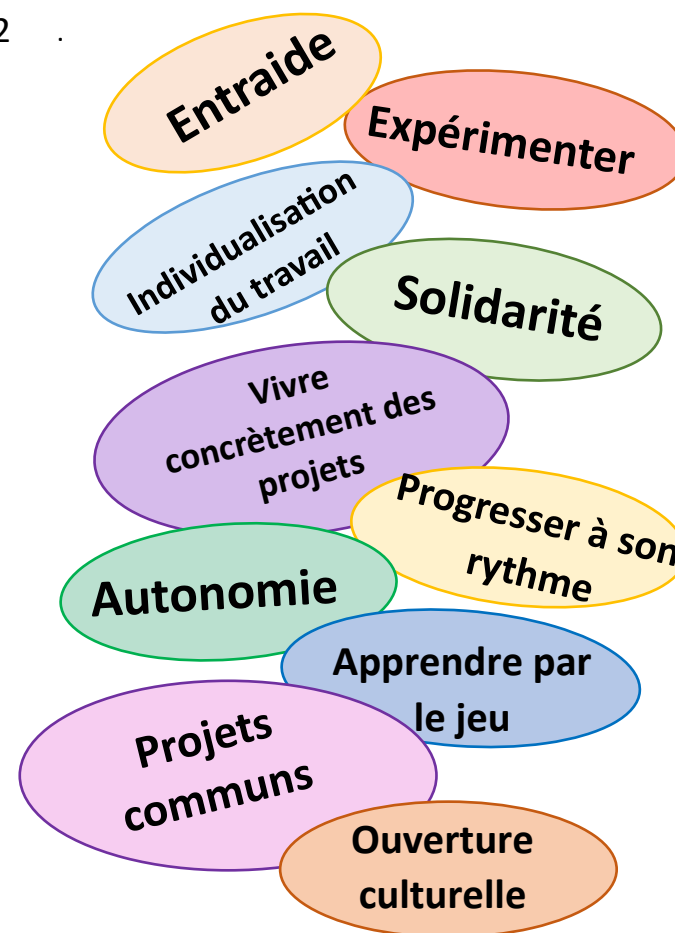 2 .
Entraide
Expérimenter
Individualisation
du travail
Solidarité
Vivre
concrètement des
projets
Progresser à son
rythme
Autonomie
Apprendre par
le jeu
Projets
communs
Ouverture
culturelle